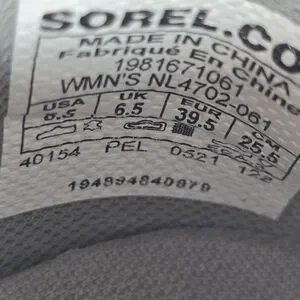 SOREL.CO
MADE IN CHINA
Fabriqué En Chine
1981671061
WMN'S NL4702-061
USA UK EUR CM
6.5 39.5 25.5
40154 PEL 0521
194894840979